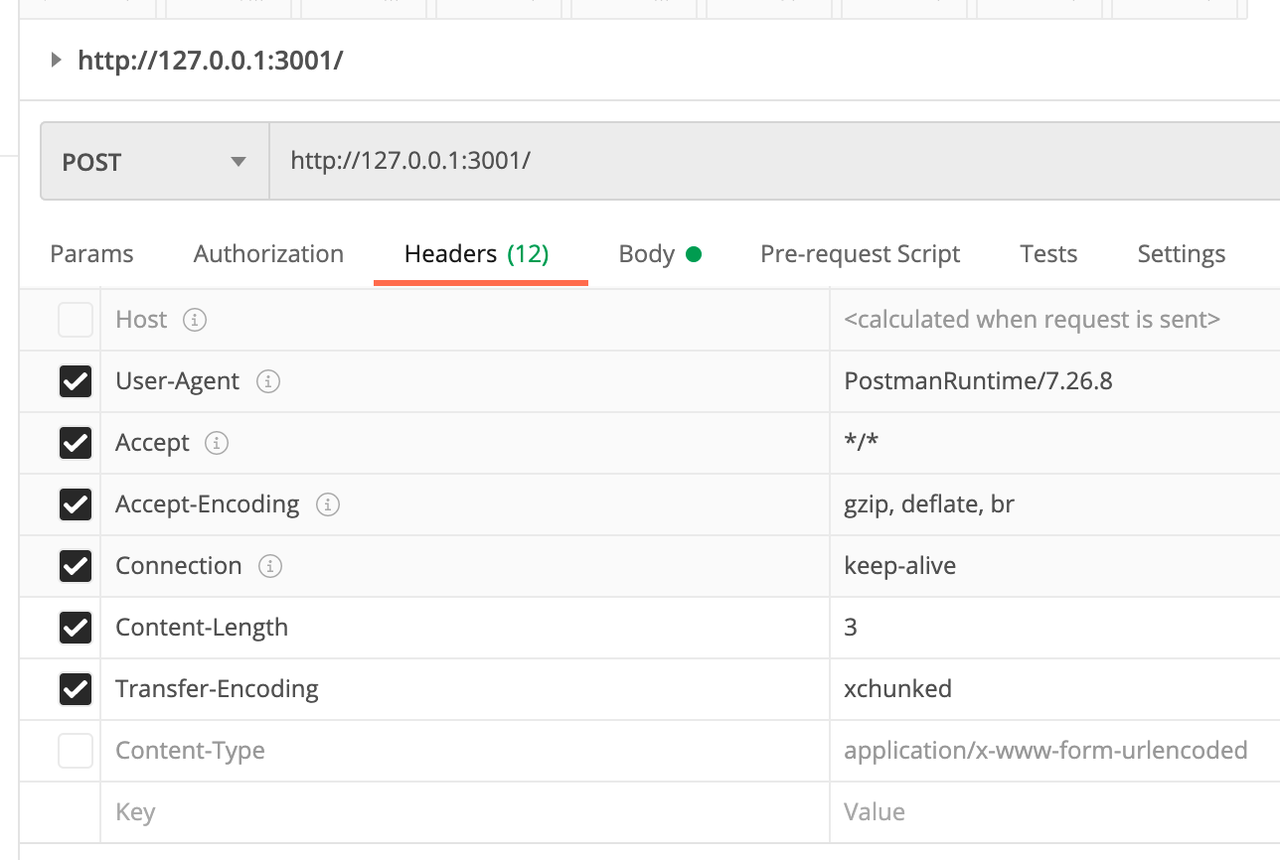 http://127.0.0.1:3001/
POST http://127.0.0.1:3001/
Params Authorization Headers (12) Body Pre-request Script Tests Settings
Host <calculated when request is sent>
User-Agent PostmanRuntime/7.26.8
Accept */*
Accept-Encoding gzip, deflate, br
Connection keep-alive
Content-Length 3
Transfer-Encoding xchunked
Content-Type application/x-www-form-urlencoded
Key Value